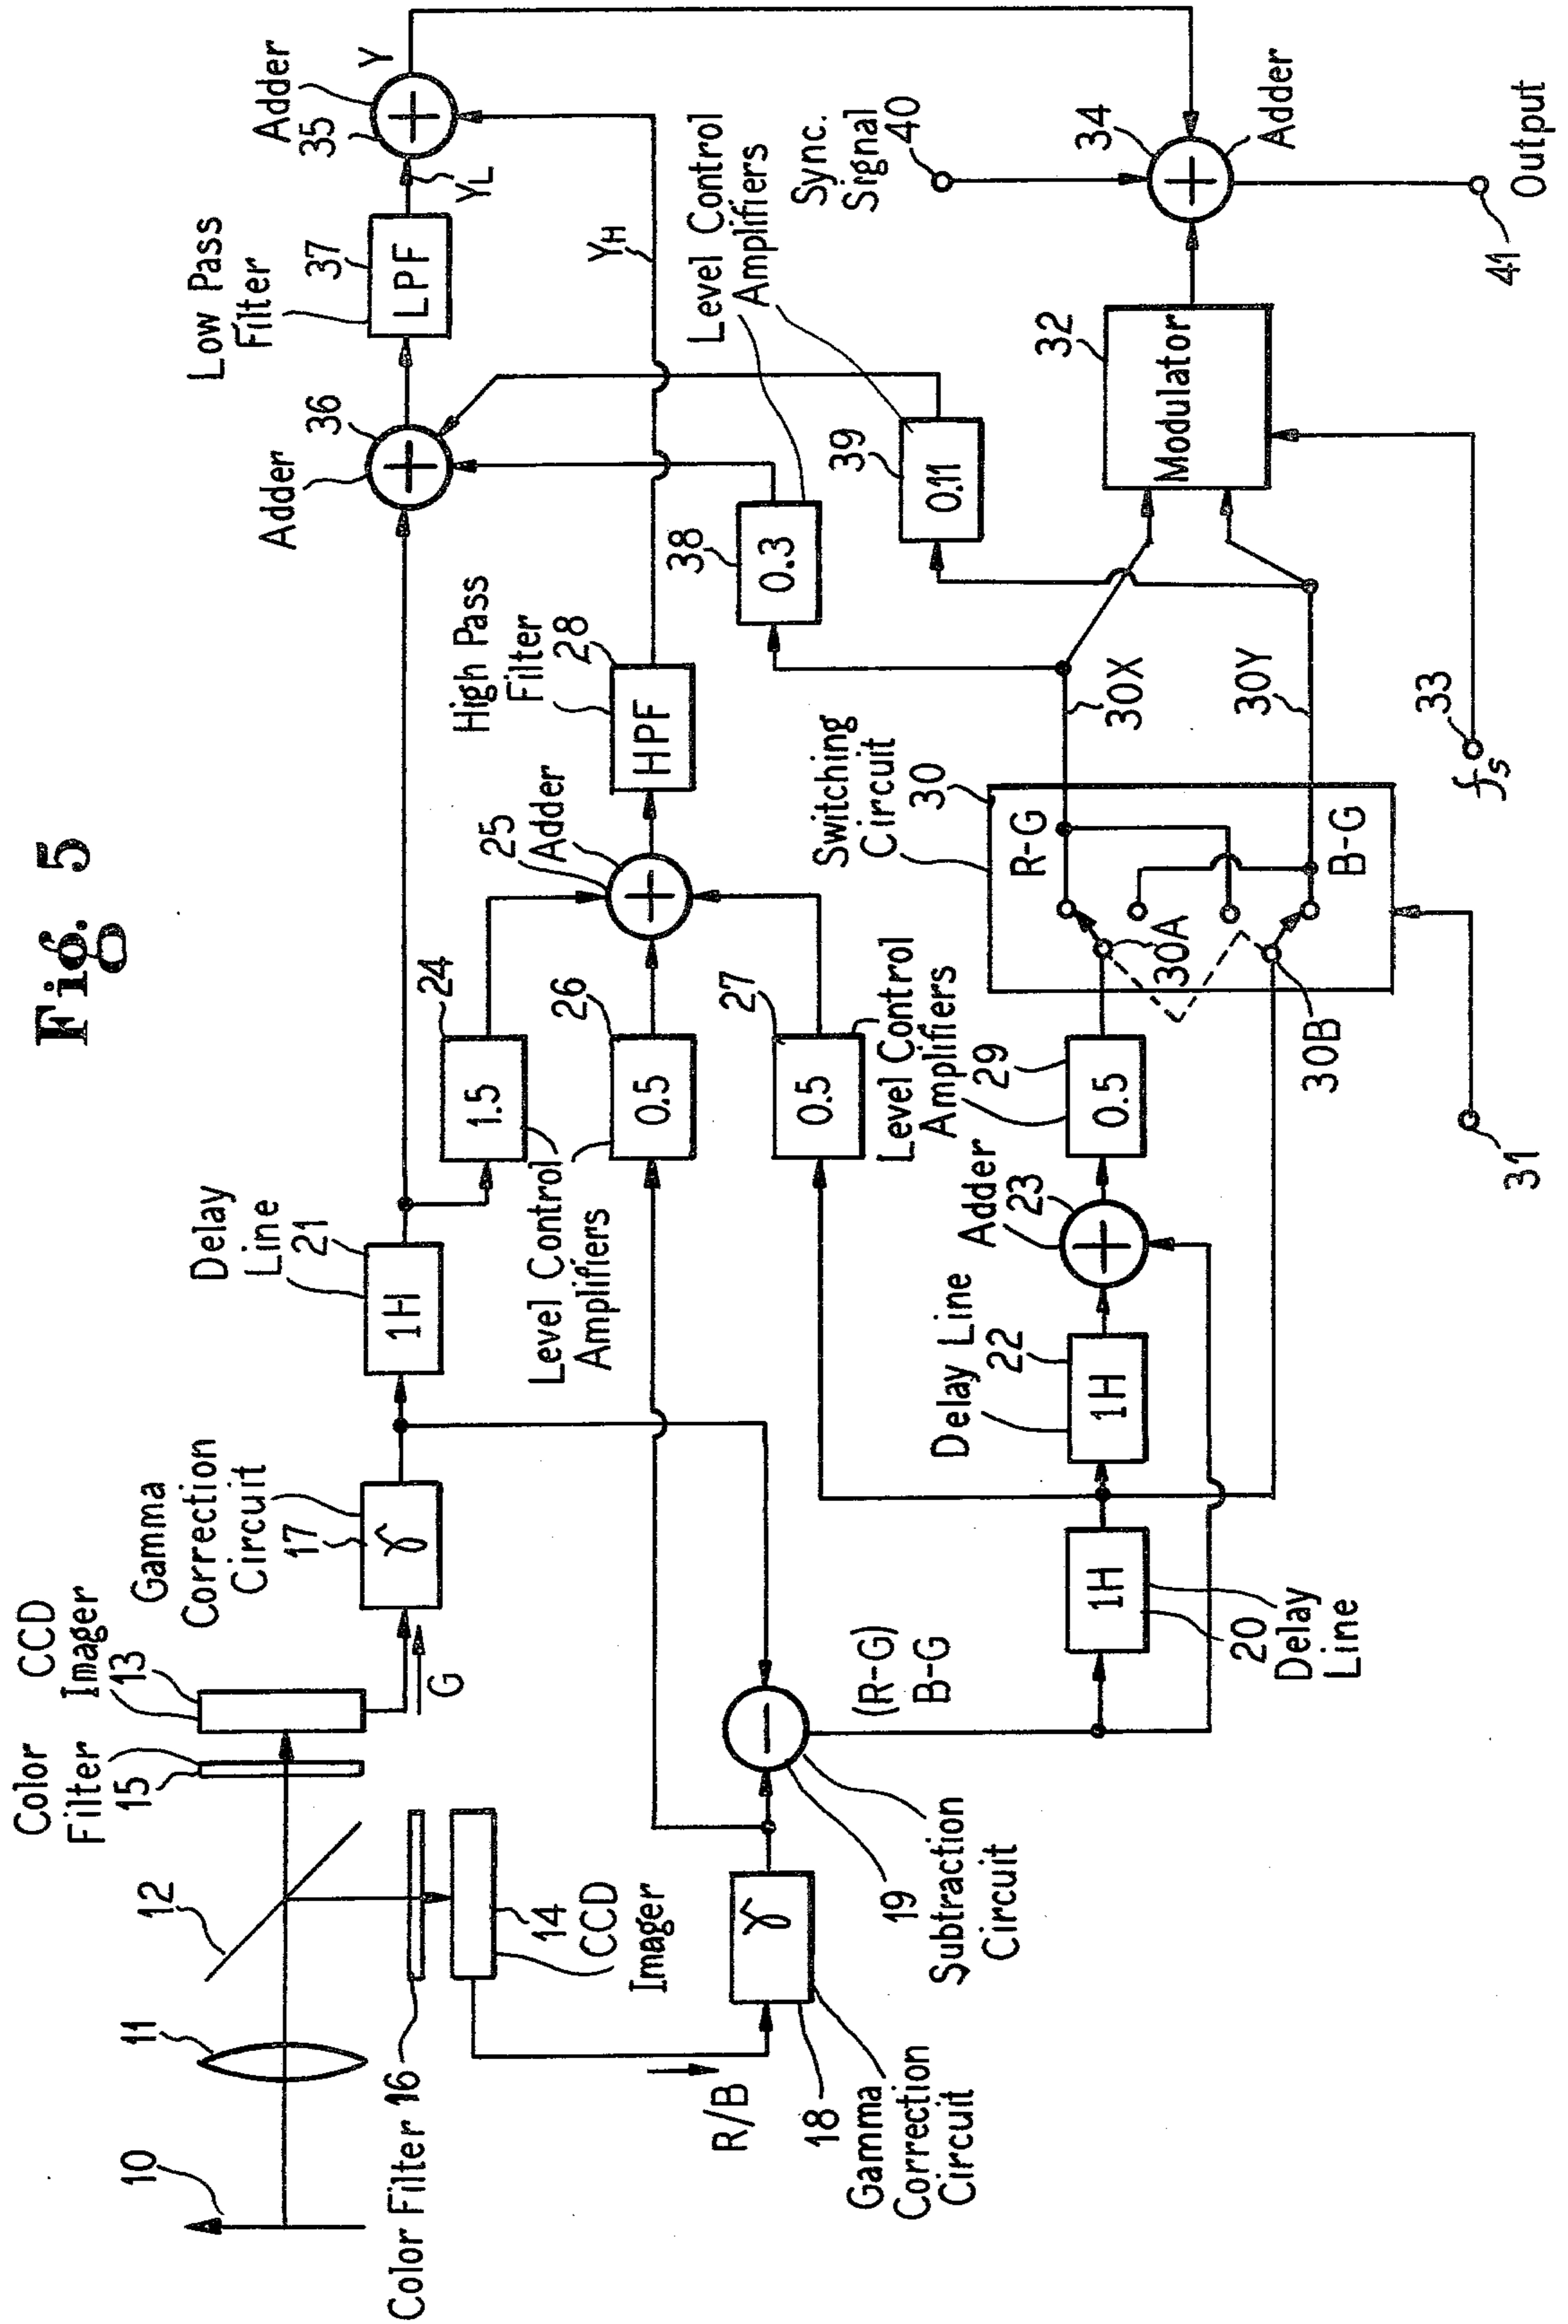 Fig. 5
10
11
12
Color
Filter
15
CCD
Imager
13
Color Filter 16
14
CCD
Imager
G
R/B
Gamma
Correction
Circuit
17
γ
18
Gamma
Correction
Circuit
γ
19
Subtraction
Circuit
(R-G)
B-G
Delay
Line
21
1H
1H
20
Delay
Line
Delay Line
22
1H
Adder
23
Level Control
Amplifiers
24
1.5
26
0.5
27
0.5
Level Control
Amplifiers
29
0.5
25
Adder
High Pass
Filter
28
HPF
Switching
Circuit
30
R-G
B-G
30A
30B
30X
30Y
31
33
fs
38
0.3
39
0.11
Level Control
Amplifiers
Adder
36
Low Pass
Filter
37
LPF
YL
YH
Adder
35
Y
32
Modulator
Sync.
Signal
40
34
Adder
41
Output